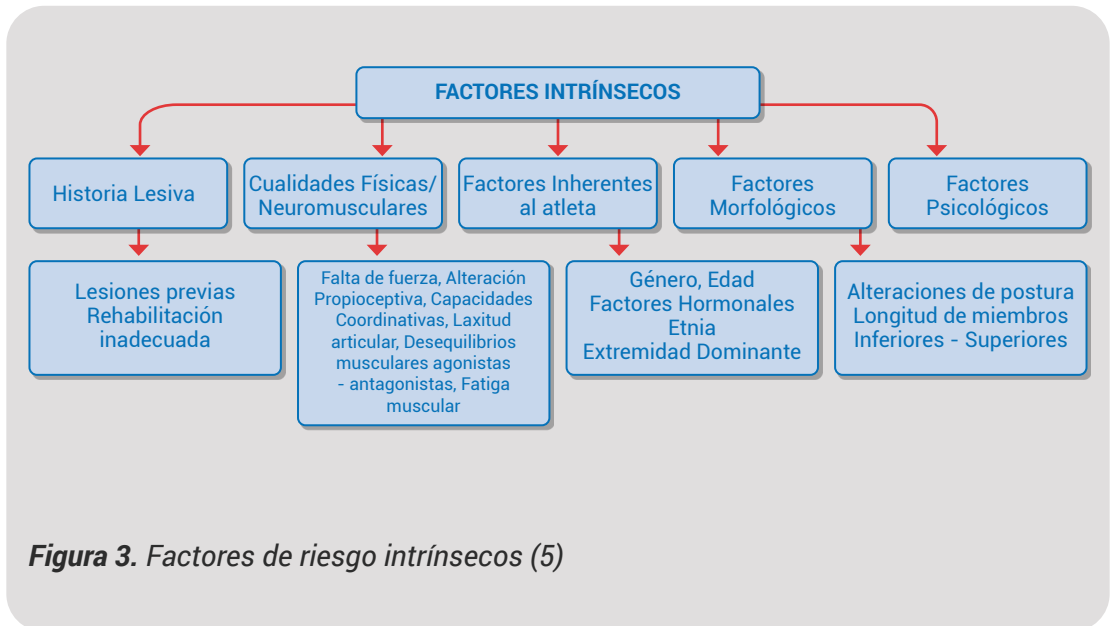 FACTORES INTRÍNSECOS
Historia Lesiva
Cualidades Físicas/
Neuromusculares
Factores Inherentes
al atleta
Factores
Morfológicos
Factores
Psicológicos
Lesiones previas
Rehabilitación
inadecuada
Falta de fuerza, Alteración
Propioceptiva, Capacidades
Coordinativas, Laxitud
articular, Desequilibrios
musculares agonistas
- antagonistas, Fatiga
muscular
Género, Edad
Factores Hormonales
Etnia
Extremidad Dominante
Alteraciones de postura
Longitud de miembros
Inferiores - Superiores
Figura 3. Factores de riesgo intrínsecos (5)